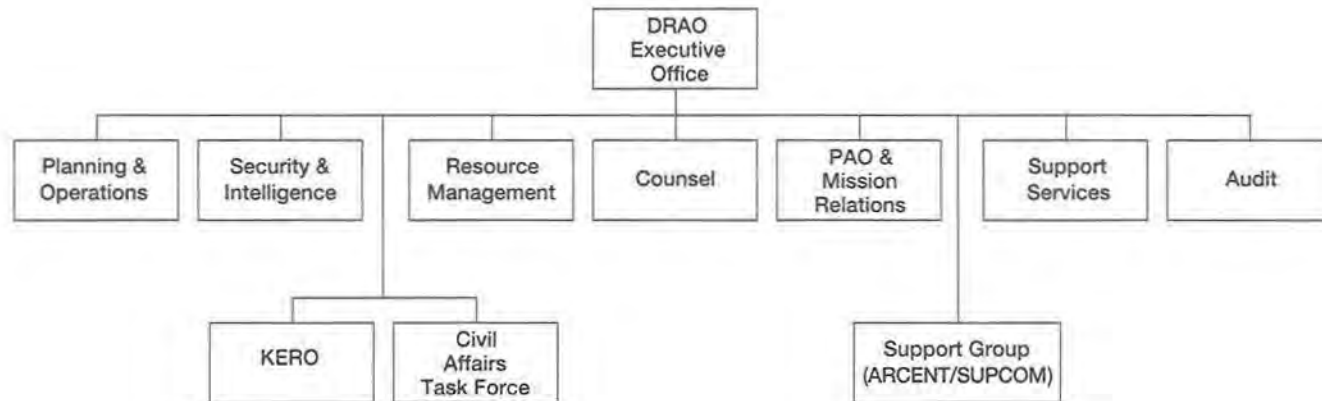 DRAO
Executive
Office
Planning &
Operations
Security &
Intelligence
Resource
Management
Counsel
PAO &
Mission
Relations
Support
Services
Audit
KERO
Civil
Affairs
Task Force
Support Group
(ARCENT/SUPCOM)